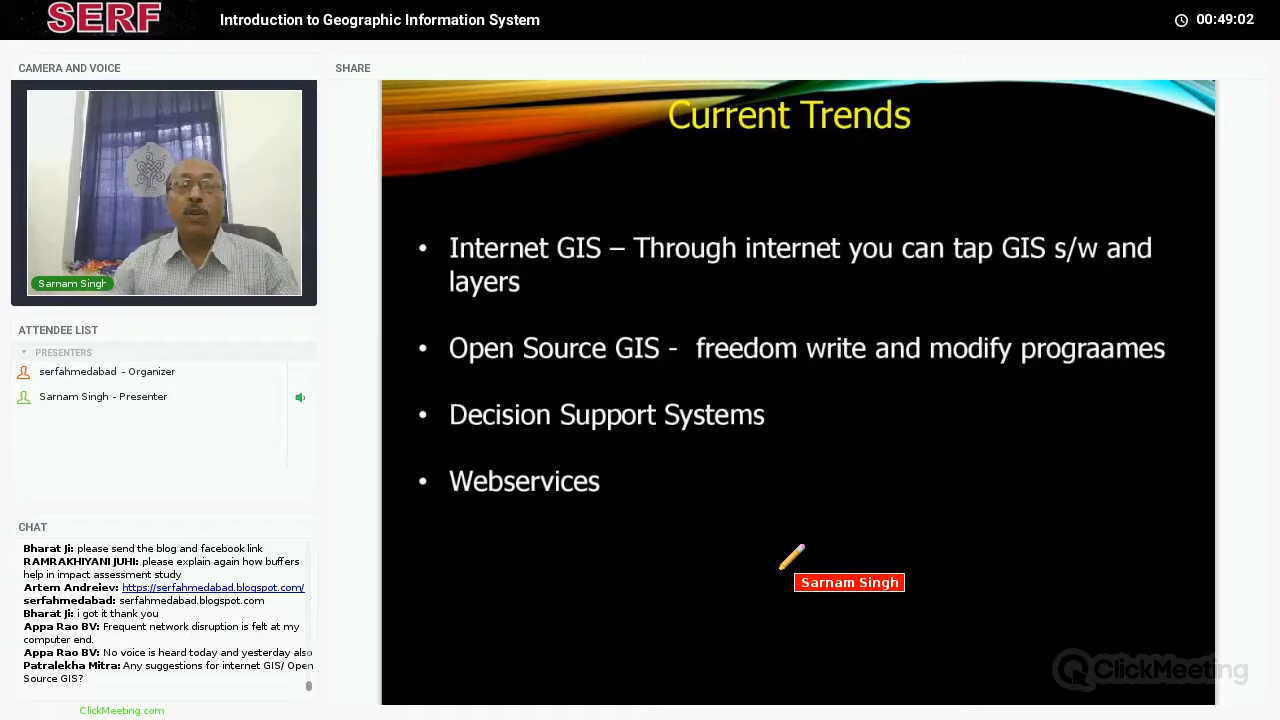 SERF
Introduction to Geographic Information System
00:49:02
CAMERA AND VOICE
Sarnam Singh
ATTENDEE LIST
PRESENTERS
serfahmedabad - Organizer
Sarnam Singh - Presenter
CHAT
Bharat Ji: please send the blog and facebook link
RAMRAKHIYANI JUHI: please explain again how buffers
help in impact assessment study
Artem Andreiev: https://serfahmedabad.blogspot.com/
serfahmedabad: serfahmedabad.blogspot.com
Bharat Ji: i got it thank you
Appa Rao BV: Frequent network disruption is felt at my
computer end.
Appa Rao BV: No voice is heard today and yesterday also
Patralekha Mitra: Any suggestions for internet GIS/ Open
Source GIS?
ClickMeeting.com
SHARE
Current Trends
• Internet GIS – Through internet you can tap GIS s/w and
layers
• Open Source GIS - freedom write and modify prograames
• Decision Support Systems
• Webservices
Sarnam Singh
ClickMeeting